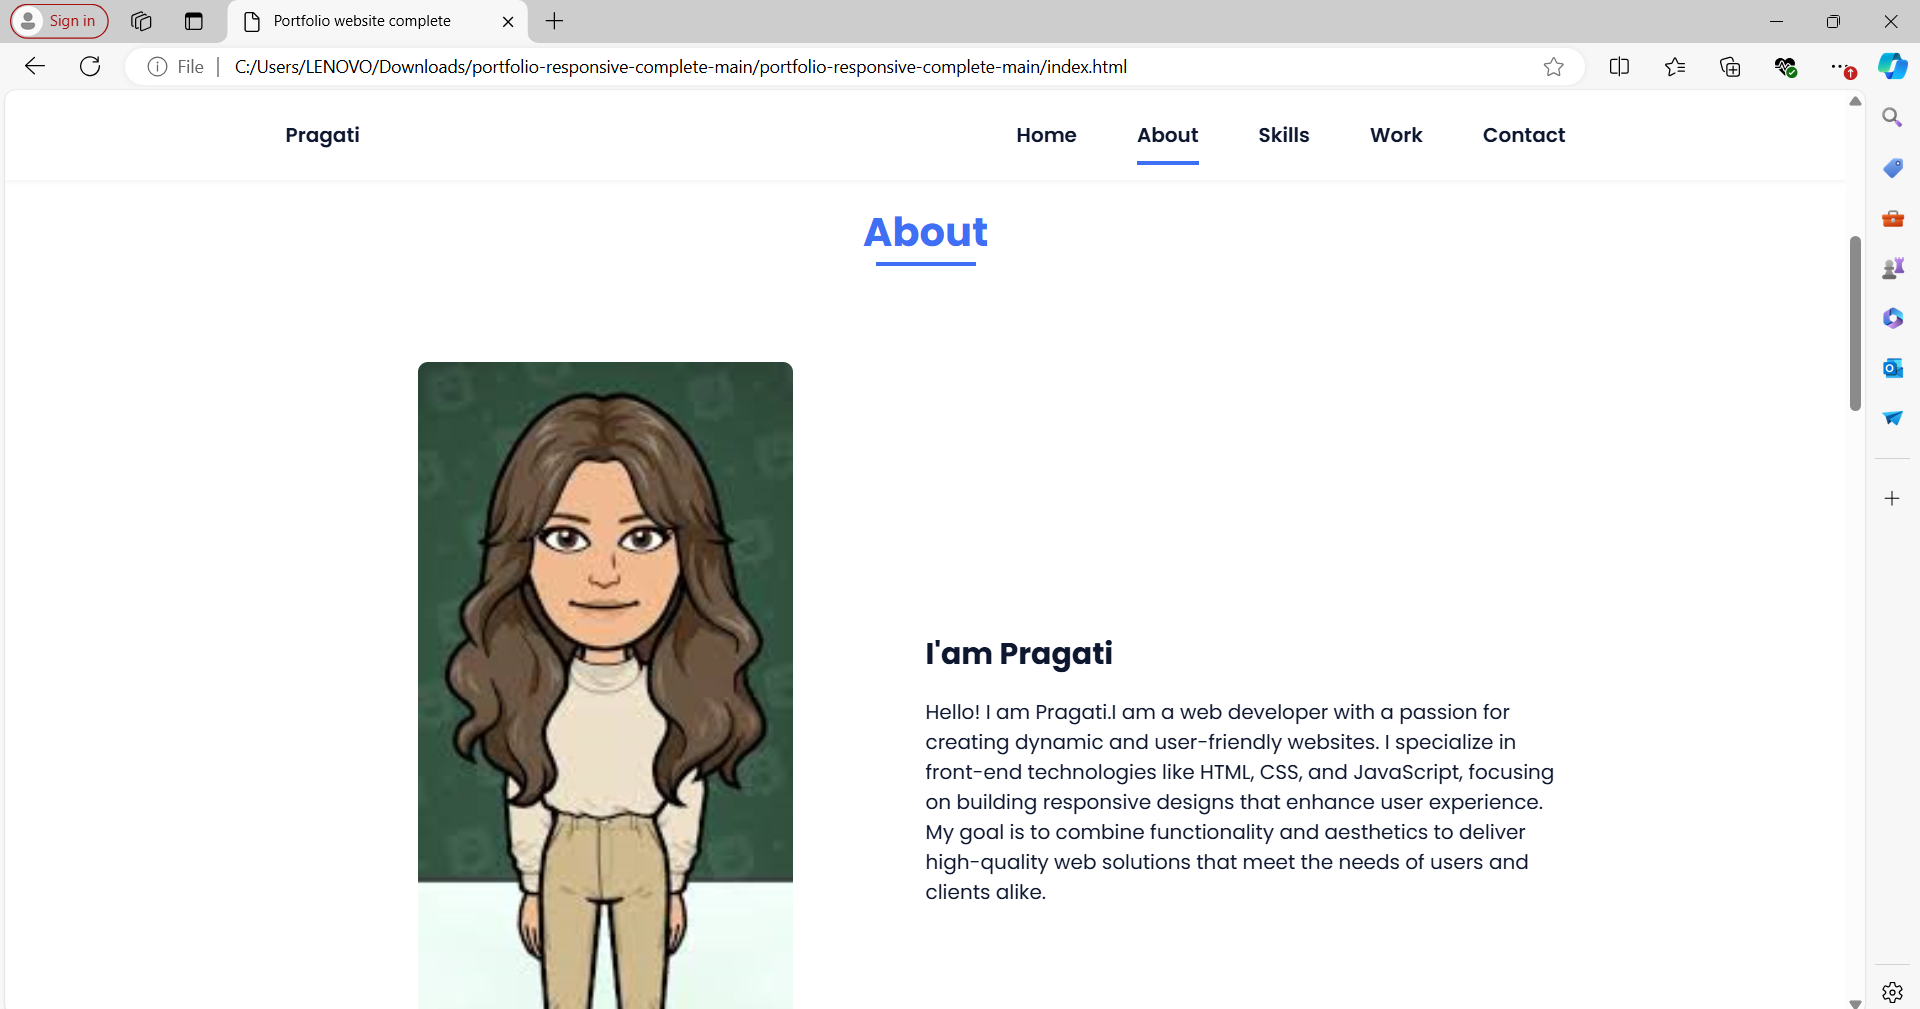 Sign in
Portfolio website complete
File
C:/Users/LENOVO/Downloads/portfolio-responsive-complete-main/portfolio-responsive-complete-main/index.html
Pragati
Home About Skills Work Contact
About
I'am Pragati
Hello! I am Pragati.I am a web developer with a passion for
creating dynamic and user-friendly websites. I specialize in
front-end technologies like HTML, CSS, and JavaScript, focusing
on building responsive designs that enhance user experience.
My goal is to combine functionality and aesthetics to deliver
high-quality web solutions that meet the needs of users and
clients alike.